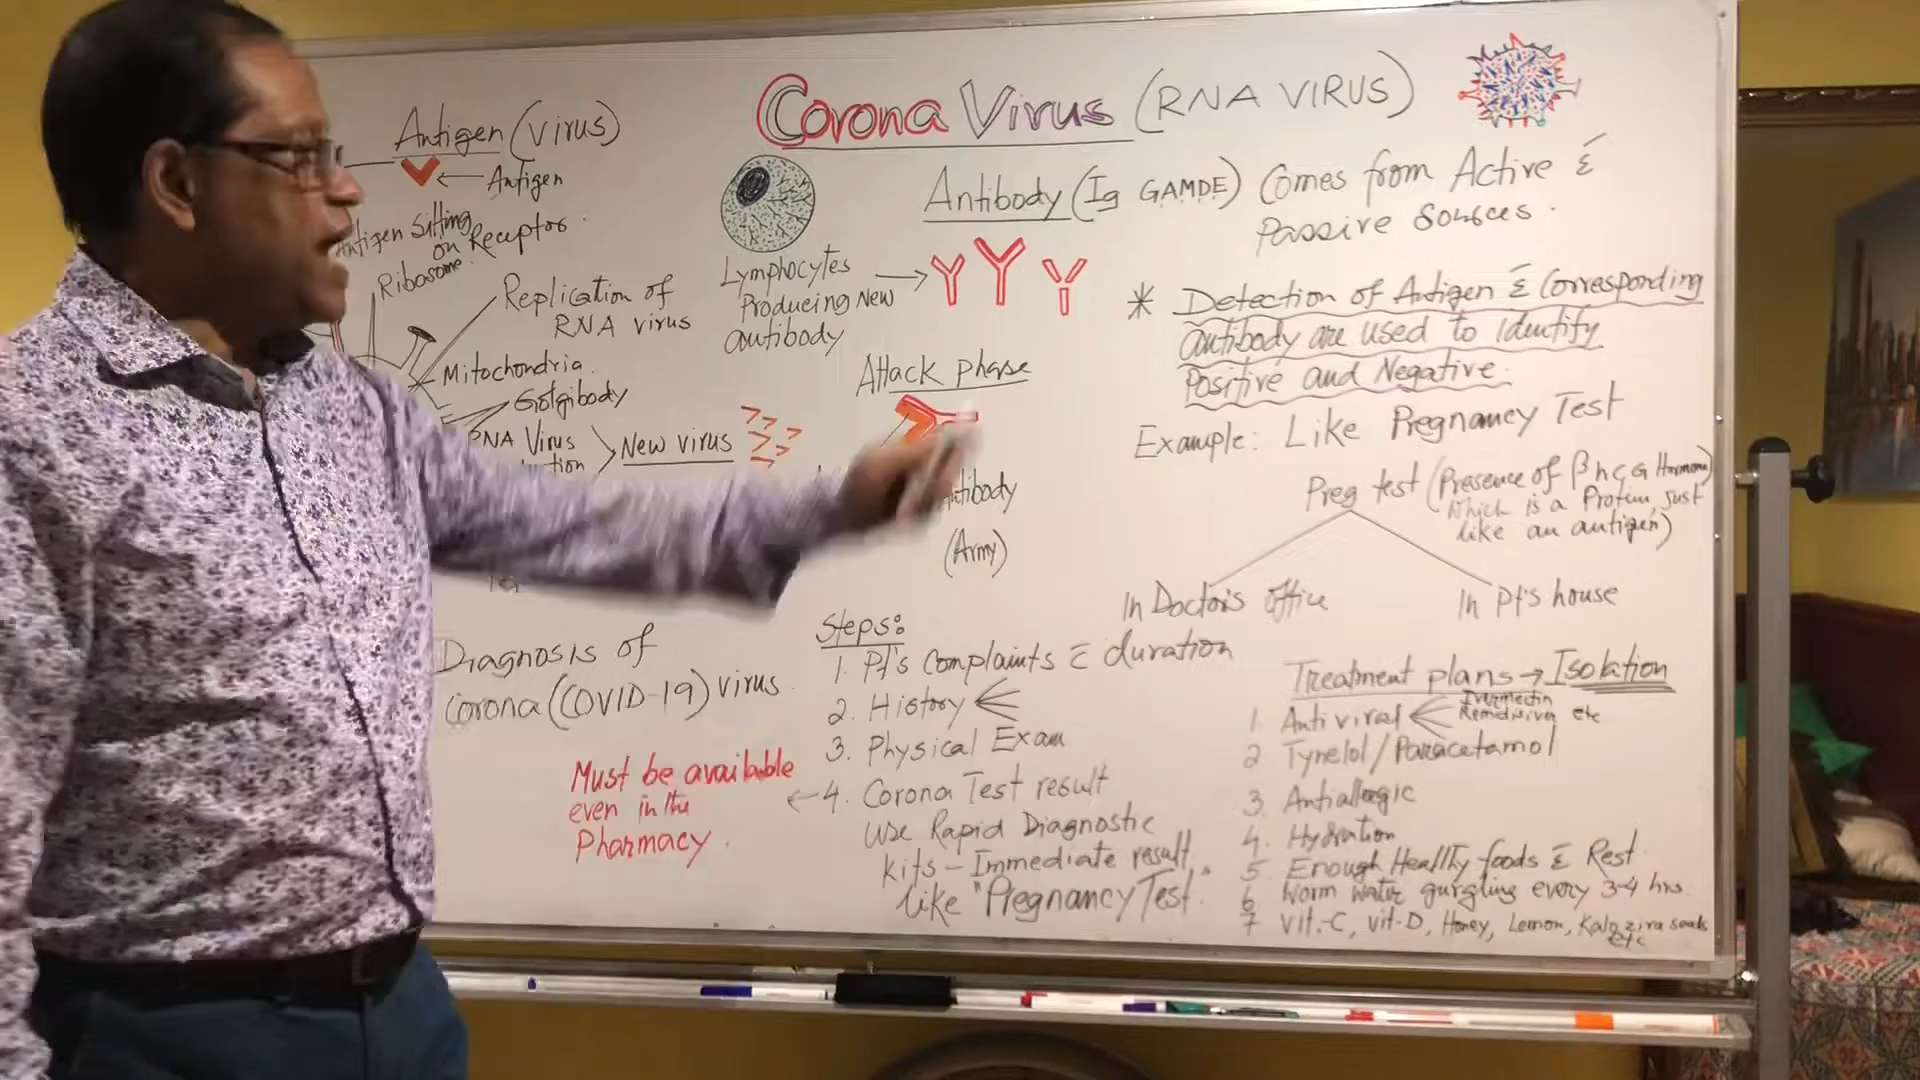 Corona Virus (RNA VIRUS)
Antigen (virus)
← Antigen
Antigen Sitting
on Receptor
Ribosome
Replication of
RNA virus
Mitochondria
Golgibody
RNA Virus
New virus
Lymphocytes
Producing New
antibody
Antibody (Ig GAMDE) Comes from Active &
Passive Sources.
Attack phase
(Army)
* Detection of Antigen & Corresponding
antibody are used to identify
Positive and Negative.
Example: Like Pregnancy Test
Preg test (Presence of βhCG Hormone
which is a Protein, just
like an antigen)
In Doctor's office
In Pt's house
Diagnosis of
Corona (COVID-19) virus.
Must be available
even in the
Pharmacy.
Steps:
1. Pt's Complaints c̄ duration
2. History
3. Physical Exam
← 4. Corona Test result
Use Rapid Diagnostic
kits - Immediate result,
like "Pregnancy Test."
Treatment plans → Isolation
1 Antiviral Ivermectin
Remdisiver etc
2 Tynelol/Paracetamol
3. Antiallergic
4. Hydration
5. Enough Healthy foods & Rest.
6 Worm water gurgling every 3-4 hrs
7 Vit-C, Vit-D, Honey, Lemon, Kalozira
etc